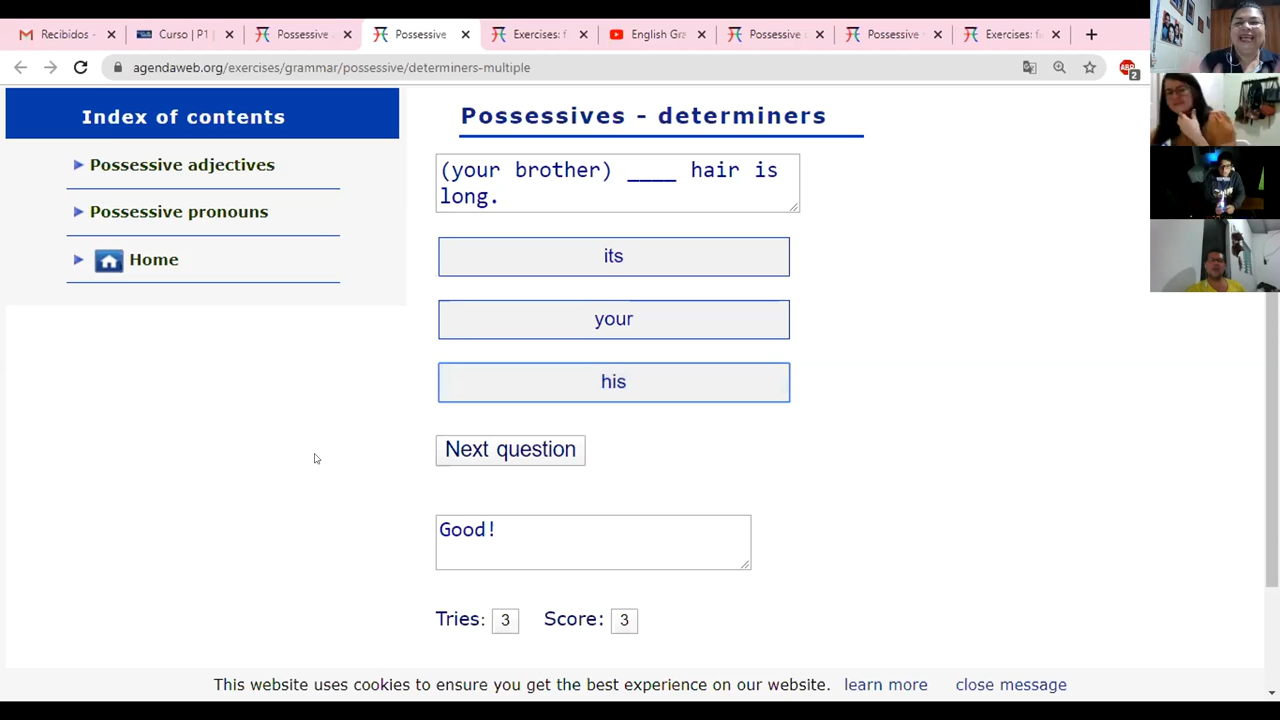 Recibidos -
Curso | P1
Possessive
Possessive
Exercises: f
English Gra
Possessive
Possessive
Exercises: f
agendaweb.org/exercises/grammar/possessive/determiners-multiple
ABP
2
Index of contents
Possessive adjectives
Possessive pronouns
Home
Possessives - determiners
(your brother) ____ hair is
long.
its
your
his
Next question
Good!
Tries: 3 Score: 3
This website uses cookies to ensure you get the best experience on our website. learn more close message